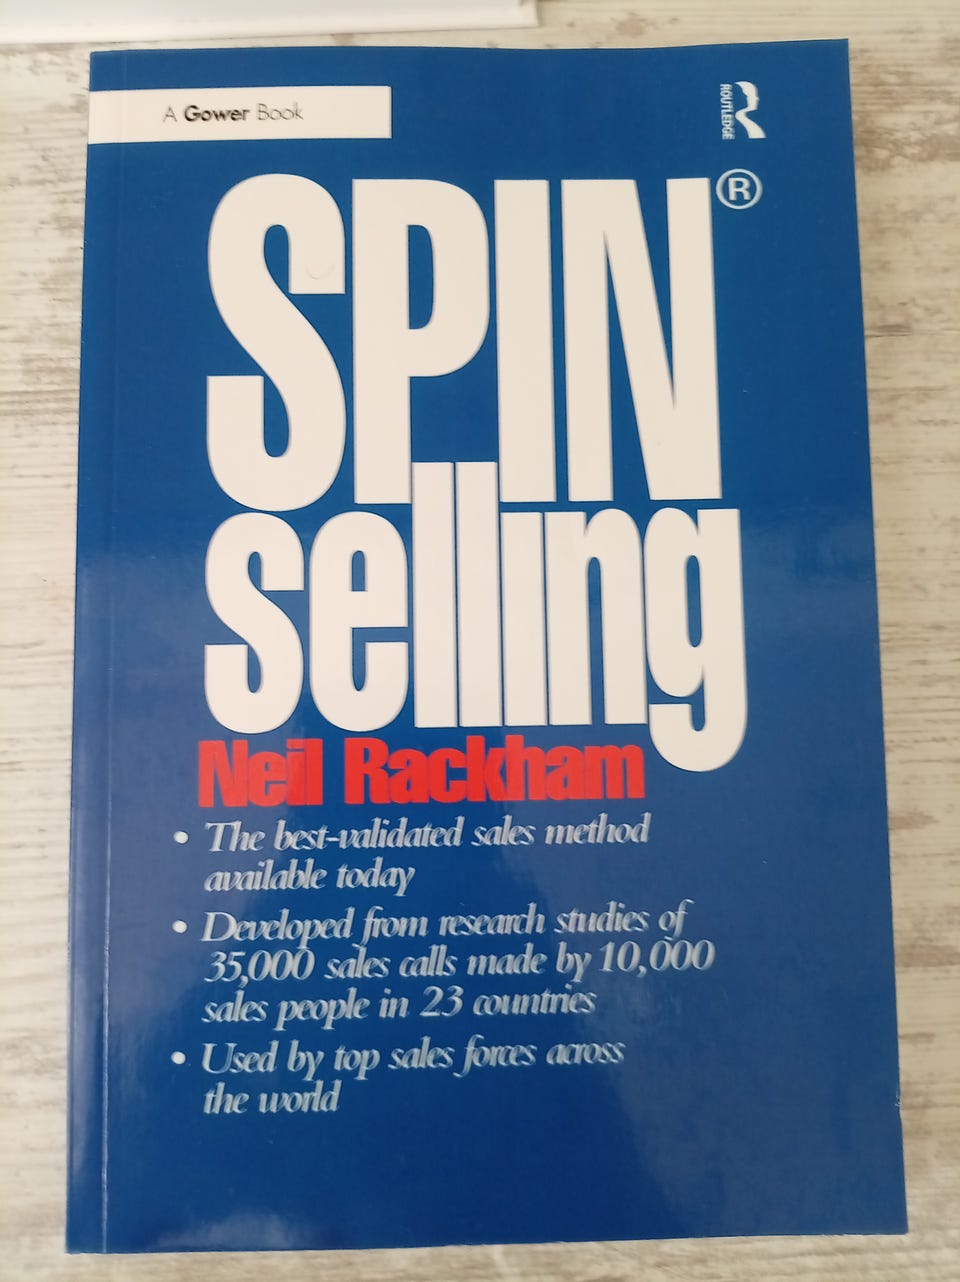 A Gower Book
ROUTLEDGE
SPIN®
selling
Neil Rackham
• The best-validated sales method
available today
• Developed from research studies of
35,000 sales calls made by 10,000
sales people in 23 countries
• Used by top sales forces across
the world